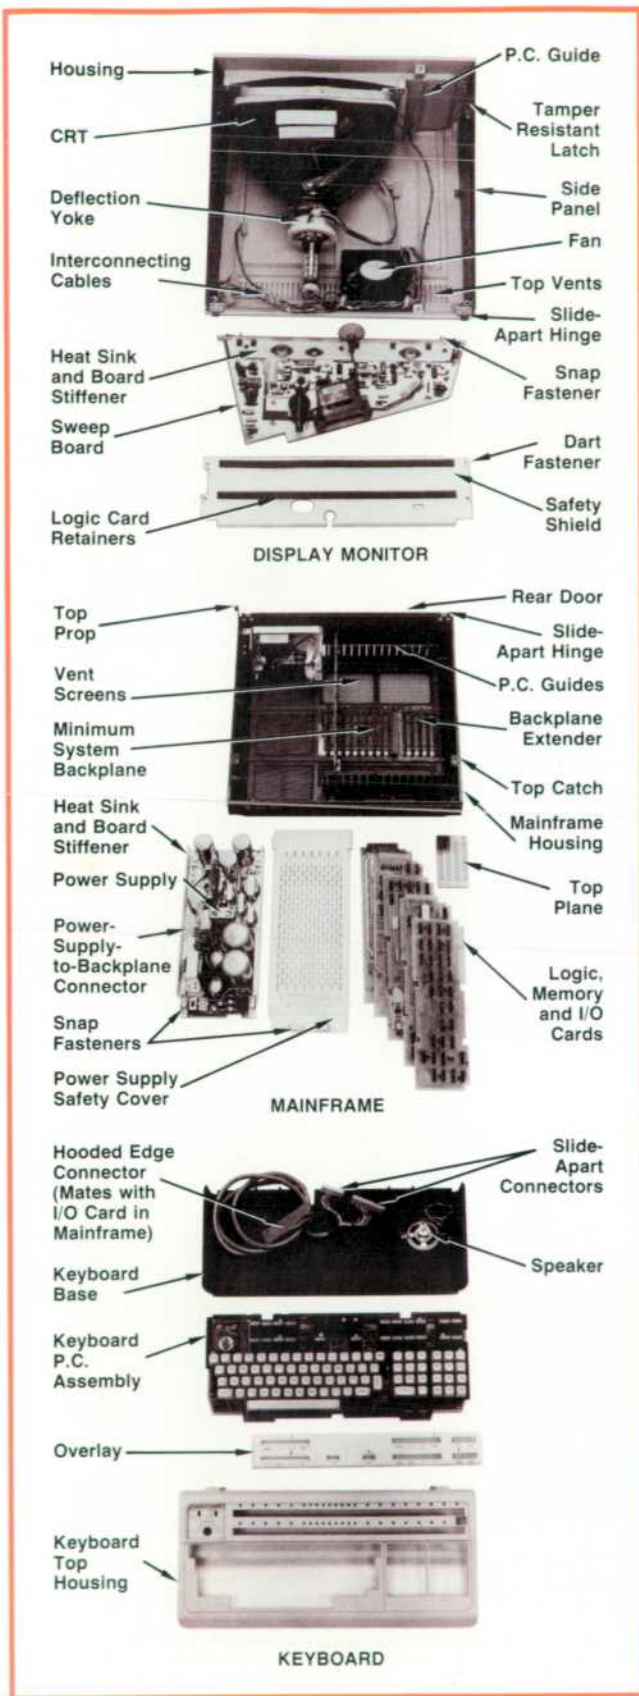 Housing
CRT
Deflection
Yoke
Interconnecting
Cables
Heat Sink
and Board
Stiffener
Sweep
Board
Logic Card
Retainers
P.C. Guide
Tamper
Resistant
Latch
Side
Panel
Fan
Top Vents
Slide-
Apart Hinge
Snap
Fastener
Dart
Fastener
Safety
Shield
DISPLAY MONITOR
Top
Prop
Vent
Screens
Minimum
System
Backplane
Heat Sink
and Board
Stiffener
Power Supply
Power-
Supply-
to-Backplane
Connector
Snap
Fasteners
Power Supply
Safety Cover
Rear Door
Slide-
Apart Hinge
P.C. Guides
Backplane
Extender
Top Catch
Mainframe
Housing
Top
Plane
Logic,
Memory
and I/O
Cards
MAINFRAME
Hooded Edge
Connector
(Mates with
I/O Card in
Mainframe)
Keyboard
Base
Keyboard
P.C.
Assembly
Overlay
Keyboard
Top
Housing
Slide-
Apart
Connectors
Speaker
KEYBOARD